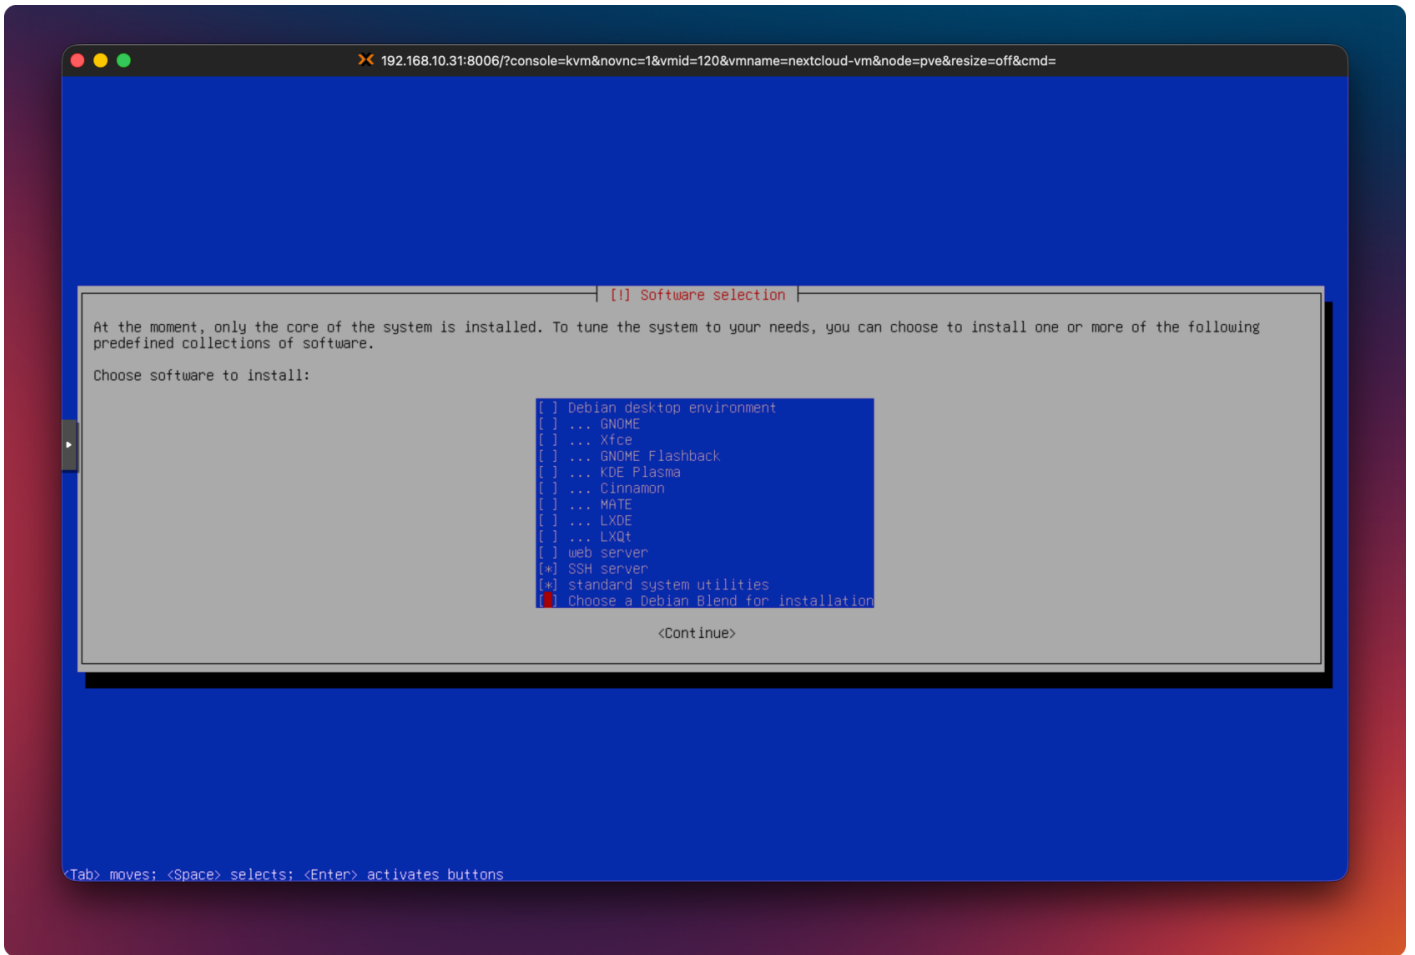 192.168.10.31:8006/?console=kvm&novnc=1&vmid=120&vmname=nextcloud-vm&node=pve&resize=off&cmd=
[!] Software selection
At the moment, only the core of the system is installed. To tune the system to your needs, you can choose to install one or more of the following
predefined collections of software.
Choose software to install:
[ ] Debian desktop environment
[ ] ... GNOME
[ ] ... Xfce
[ ] ... GNOME Flashback
[ ] ... KDE Plasma
[ ] ... Cinnamon
[ ] ... MATE
[ ] ... LXDE
[ ] ... LXQt
[ ] web server
[*] SSH server
[*] standard system utilities
[ ] Choose a Debian Blend for installation
<Continue>
<Tab> moves; <Space> selects; <Enter> activates buttons